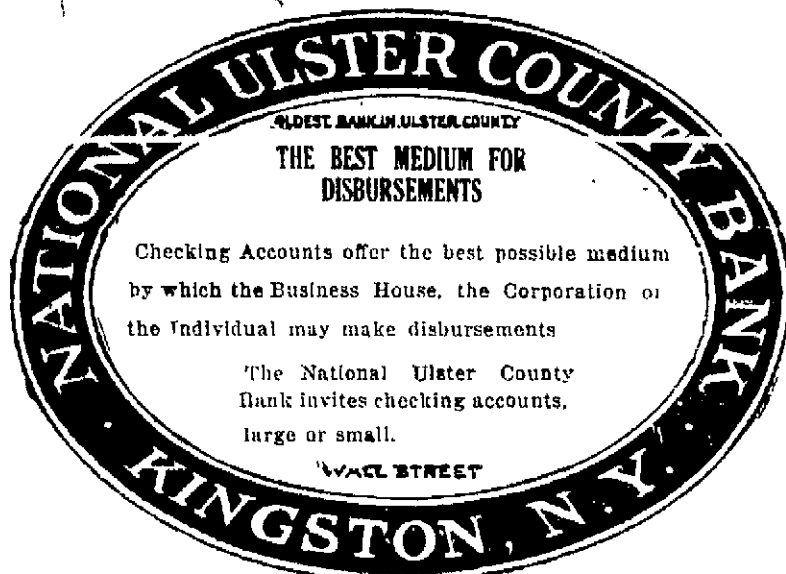 NATIONAL ULSTER COUNTY BANK
OLDEST BANK IN ULSTER COUNTY
THE BEST MEDIUM FOR
DISBURSEMENTS
Checking Accounts offer the best possible medium
by which the Business House, the Corporation or
the Individual may make disbursements
The National Ulster County
Bank invites checking accounts,
large or small.
WALL STREET
KINGSTON, N.Y.